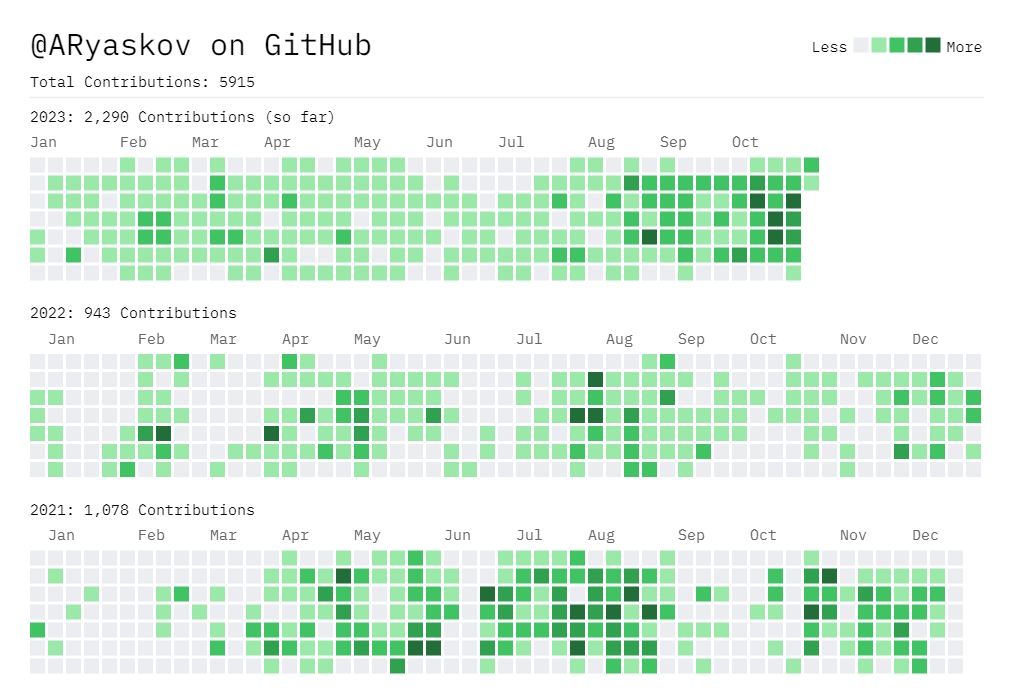 @ARyaskov on GitHub
Less More
Total Contributions: 5915
2023: 2,290 Contributions (so far)
Jan Feb Mar Apr May Jun Jul Aug Sep Oct
2022: 943 Contributions
Jan Feb Mar Apr May Jun Jul Aug Sep Oct Nov Dec
2021: 1,078 Contributions
Jan Feb Mar Apr May Jun Jul Aug Sep Oct Nov Dec